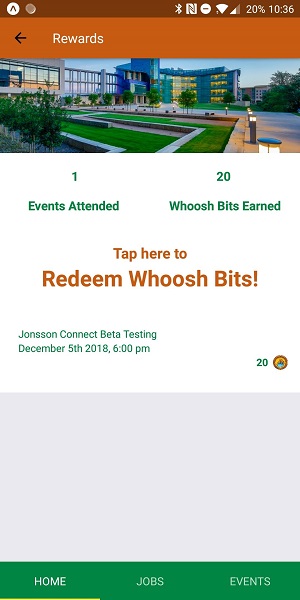 20% 10:36
Rewards
1 20
Events Attended Whoosh Bits Earned
Tap here to
Redeem Whoosh Bits!
Jonsson Connect Beta Testing
December 5th 2018, 6:00 pm
20
HOME JOBS EVENTS